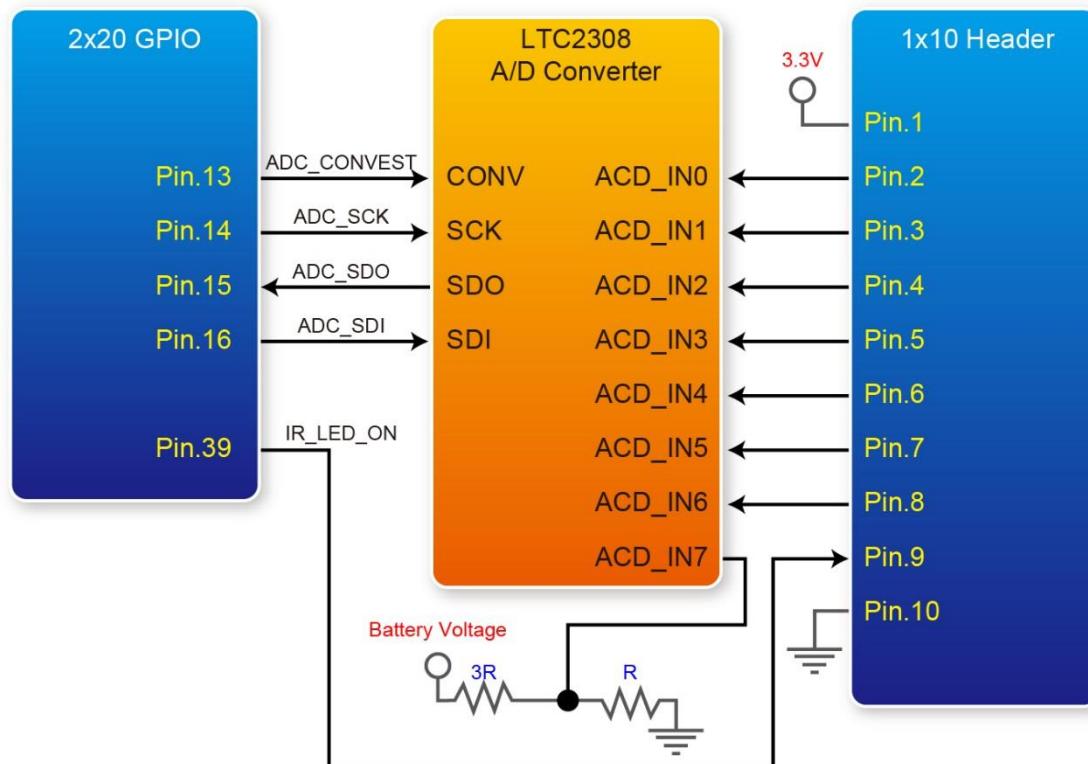 2x20 GPIO
Pin.13
Pin.14
Pin.15
Pin.16
Pin.39
ADC_CONVEST
ADC_SCK
ADC_SDO
ADC_SDI
IR_LED_ON
LTC2308
A/D Converter
CONV
SCK
SDO
SDI
ACD_IN0
ACD_IN1
ACD_IN2
ACD_IN3
ACD_IN4
ACD_IN5
ACD_IN6
ACD_IN7
3.3V
1x10 Header
Pin.1
Pin.2
Pin.3
Pin.4
Pin.5
Pin.6
Pin.7
Pin.8
Pin.9
Pin.10
Battery Voltage
3R
R